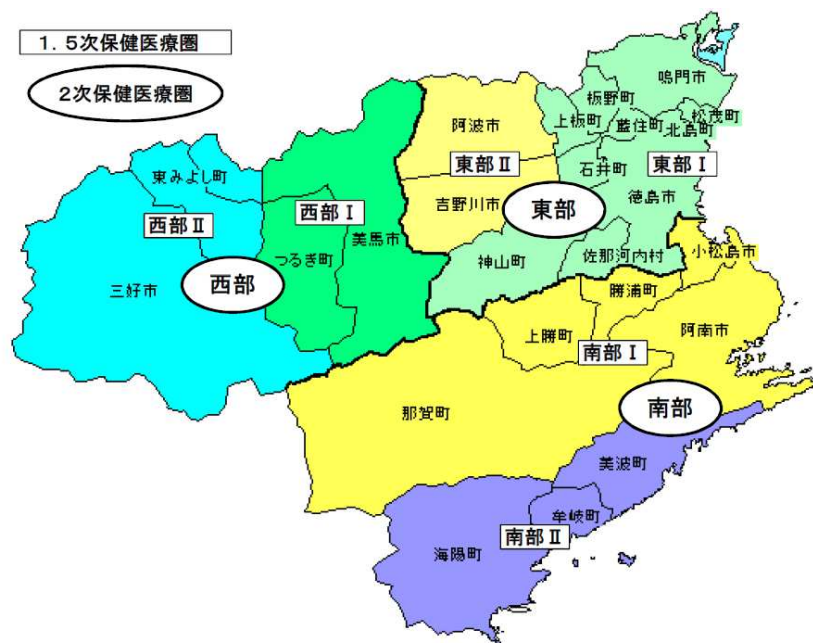 1.5次保健医療圏
2次保健医療圏
鳴門市
板野町
松茂町
上板町
藍住町
北島町
阿波市
東部Ⅱ
石井町
東部Ⅰ
東みよし町
吉野川市
徳島市
東部
西部Ⅱ
西部Ⅰ
美馬市
つるぎ町
神山町
佐那河内村
小松島市
三好市
西部
勝浦町
上勝町
阿南市
南部Ⅰ
那賀町
南部
美波町
牟岐町
南部Ⅱ
海陽町